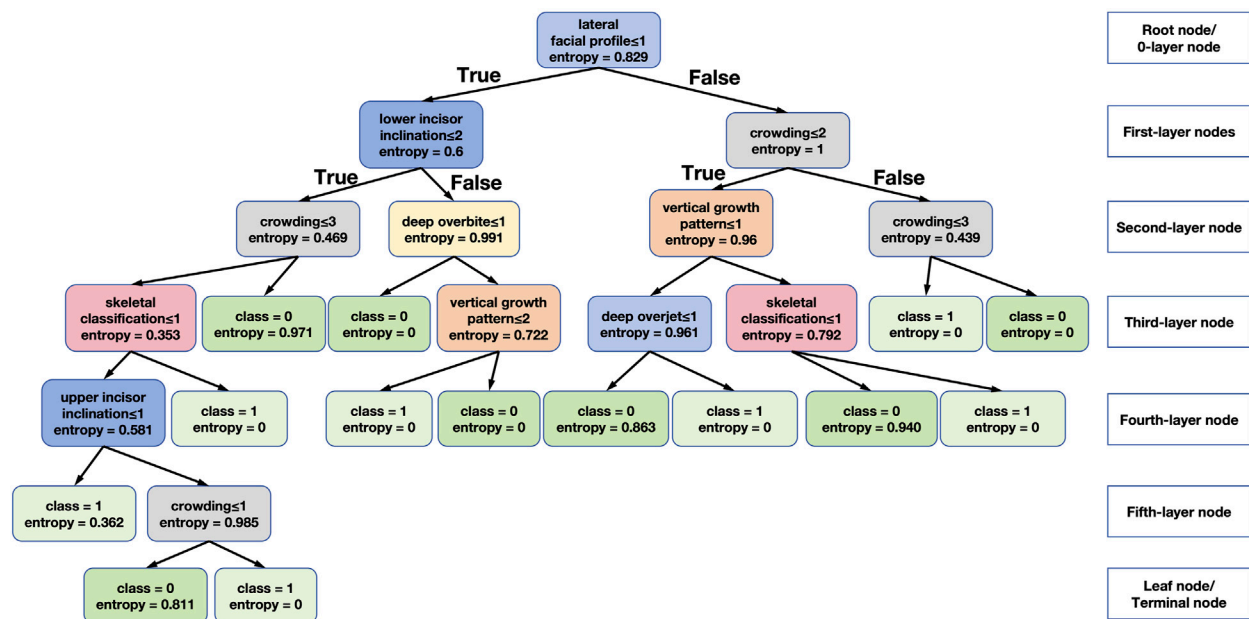 lateral
facial profile≤1
entropy = 0.829
Root node/
0-layer node
True
False
lower incisor
inclination≤2
entropy = 0.6
crowding≤2
entropy = 1
First-layer nodes
True
False
True
False
crowding≤3
entropy = 0.469
deep overbite≤1
entropy = 0.991
vertical growth
pattern≤1
entropy = 0.96
crowding≤3
entropy = 0.439
Second-layer node
skeletal
classification≤1
entropy = 0.353
class = 0
entropy = 0.971
class = 0
entropy = 0
vertical growth
pattern≤2
entropy = 0.722
deep overjet≤1
entropy = 0.961
skeletal
classification≤1
entropy = 0.792
class = 1
entropy = 0
class = 0
entropy = 0
Third-layer node
upper incisor
inclination≤1
entropy = 0.581
class = 1
entropy = 0
class = 1
entropy = 0
class = 0
entropy = 0
class = 0
entropy = 0.863
class = 1
entropy = 0
class = 0
entropy = 0.940
class = 1
entropy = 0
Fourth-layer node
class = 1
entropy = 0.362
crowding≤1
entropy = 0.985
Fifth-layer node
class = 0
entropy = 0.811
class = 1
entropy = 0
Leaf node/
Terminal node